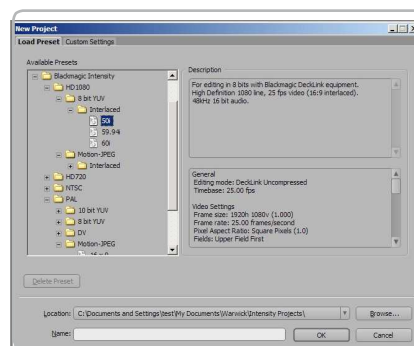 New Project
Load Preset Custom Settings
Available Presets
Blackmagic Intensity
HD1080
8 bit YUV
Interlaced
50i
59.94i
60i
Motion-JPEG
Interlaced
HD720
NTSC
PAL
10 bit YUV
8 bit YUV
DV
Motion-JPEG
Description
For editing in 8 bits with Blackmagic DeckLink equipment.
High Definition 1080 line, 25 fps video (16:9 interlaced).
48kHz 16 bit audio.
General
Editing mode: DeckLink Uncompressed
Timebase: 25.00 fps
Video Settings
Frame size: 1920h 1080v (1.000)
Frame rate: 25.00 frames/second
Pixel Aspect Ratio: Square Pixels (1.0)
Fields: Upper Field First
Delete Preset
Location: C:\Documents and Settings\test\My Documents\Warwick\Intensity Projects\ Browse...
Name: OK Cancel